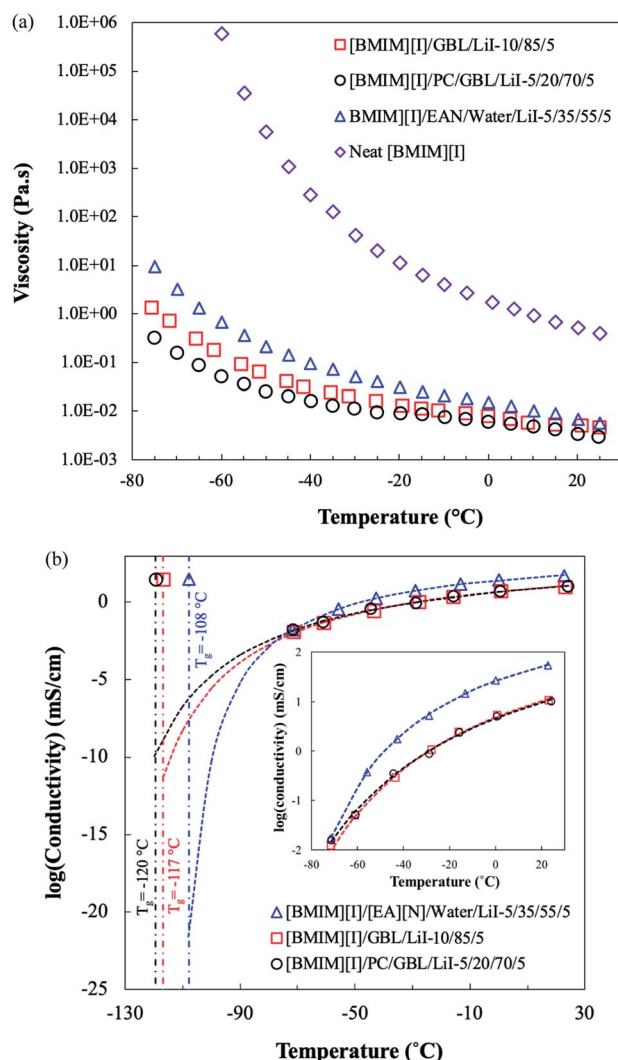 (a)
1.0E+06
1.0E+05
1.0E+04
1.0E+03
1.0E+02
1.0E+01
1.0E+00
1.0E-01
1.0E-02
1.0E-03
Viscosity (Pa.s)
[BMIM][I]/GBL/LiI-10/85/5
[BMIM][I]/PC/GBL/LiI-5/20/70/5
BMIM][I]/EAN/Water/LiI-5/35/55/5
Neat [BMIM][I]
-80 -60 -40 -20 0 20
Temperature (°C)
(b)
0
-5
-10
-15
-20
-25
log(Conductivity) (mS/cm)
Tg=-120 °C
Tg=-117 °C
Tg=-108 °C
2
1
0
-1
-2
log(conductivity) (mS/cm)
-80 -60 -40 -20 0 20
Temperature (˚C)
[BMIM][I]/[EA][N]/Water/LiI-5/35/55/5
[BMIM][I]/GBL/LiI-10/85/5
[BMIM][I]/PC/GBL/LiI-5/20/70/5
-130 -90 -50 -10 30
Temperature (˚C)